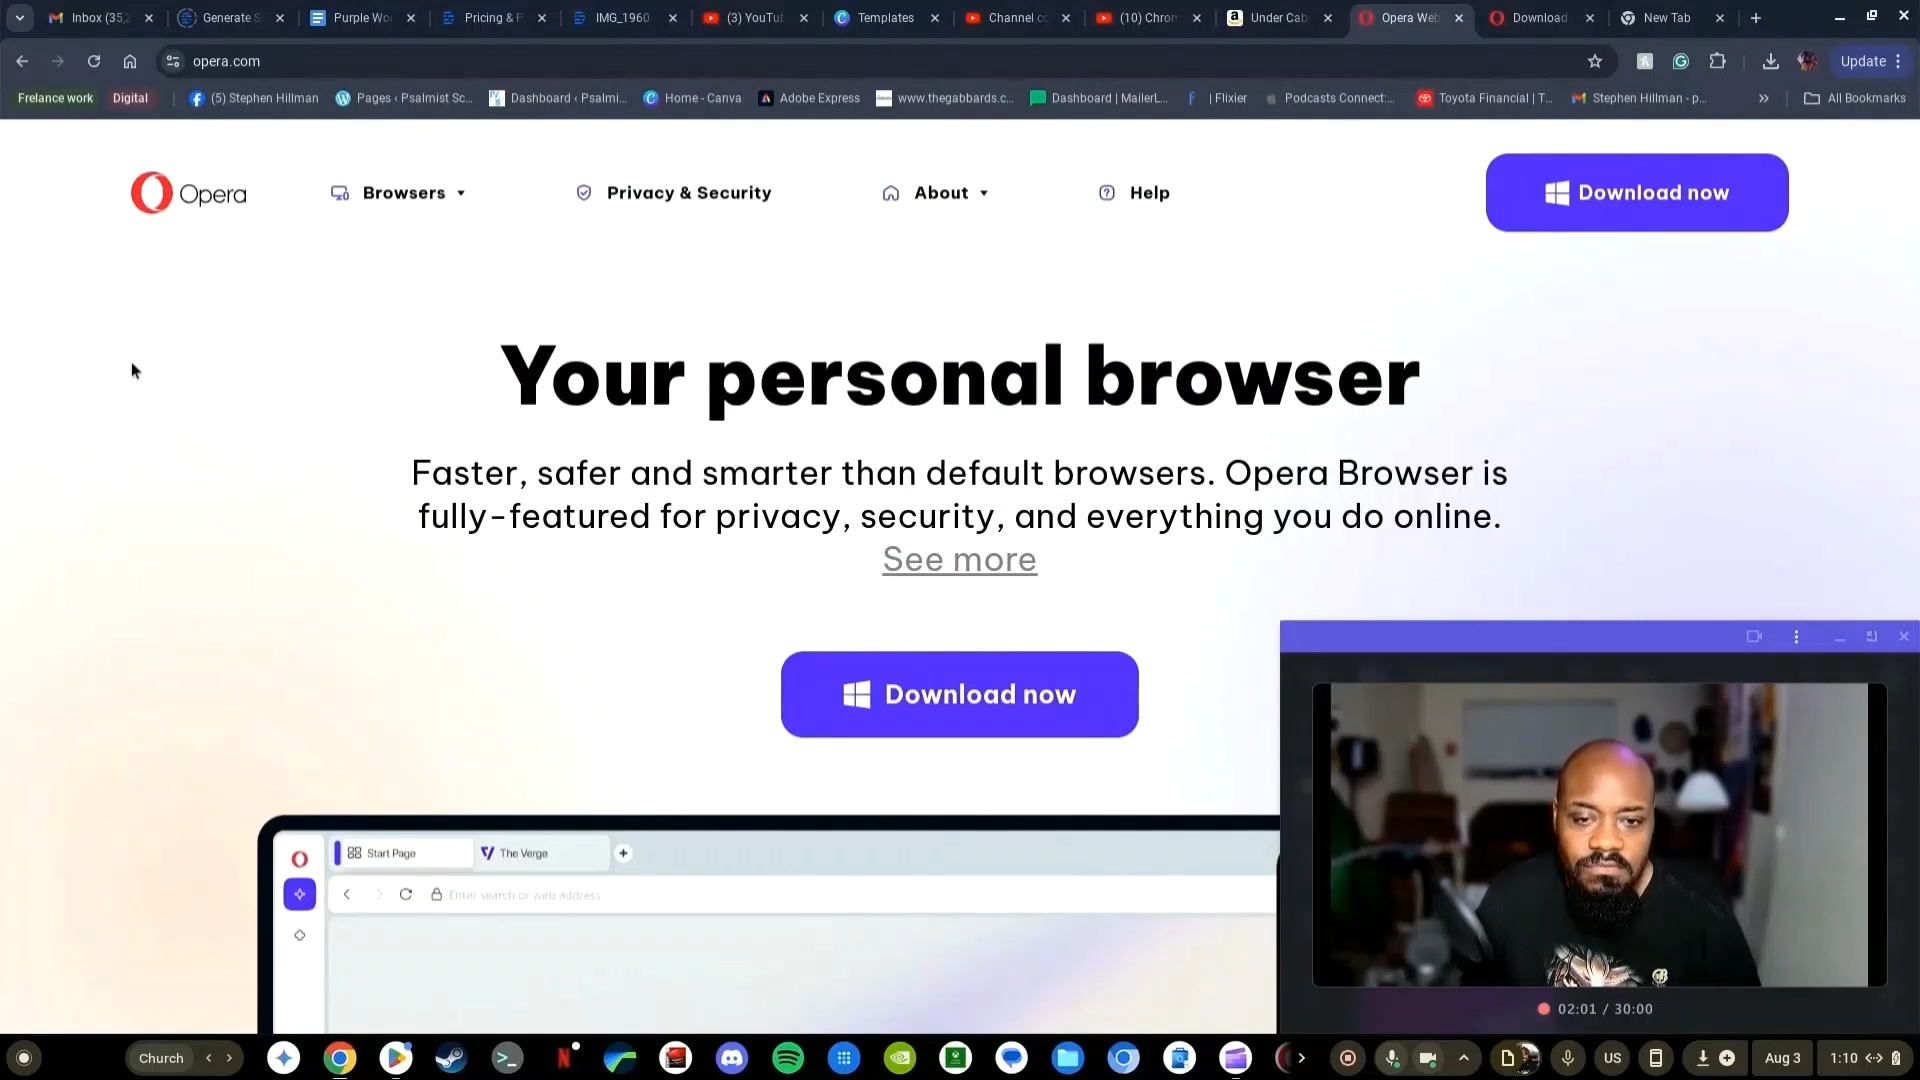 Inbox (35,2
Generate S
Purple Wo
Pricing & P
IMG_1960
(3) YouTu
Templates
Channel co
(10) Chrom
Under Cab
Opera Web
Download
New Tab
opera.com
Update
Frelance work
Digital
(5) Stephen Hillman
Pages ‹ Psalmist Sc...
Dashboard ‹ Psalmi...
Home - Canva
Adobe Express
www.thegabbards.c...
Dashboard | MailerL...
| Flixier
Podcasts Connect:...
Toyota Financial | T...
Stephen Hillman - p...
All Bookmarks
Opera
Browsers
Privacy & Security
About
Help
Download now
Your personal browser
Faster, safer and smarter than default browsers. Opera Browser is
fully-featured for privacy, security, and everything you do online.
See more
Download now
Start Page
The Verge
Enter search or web address
02:01 / 30:00
Church
US
Aug 3
1:10